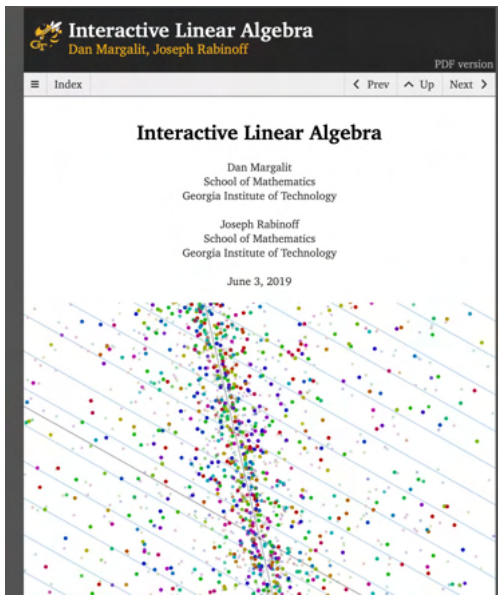 Interactive Linear Algebra
Dan Margalit, Joseph Rabinoff
PDF version
Index
Prev
Up
Next
Interactive Linear Algebra
Dan Margalit
School of Mathematics
Georgia Institute of Technology
Joseph Rabinoff
School of Mathematics
Georgia Institute of Technology
June 3, 2019